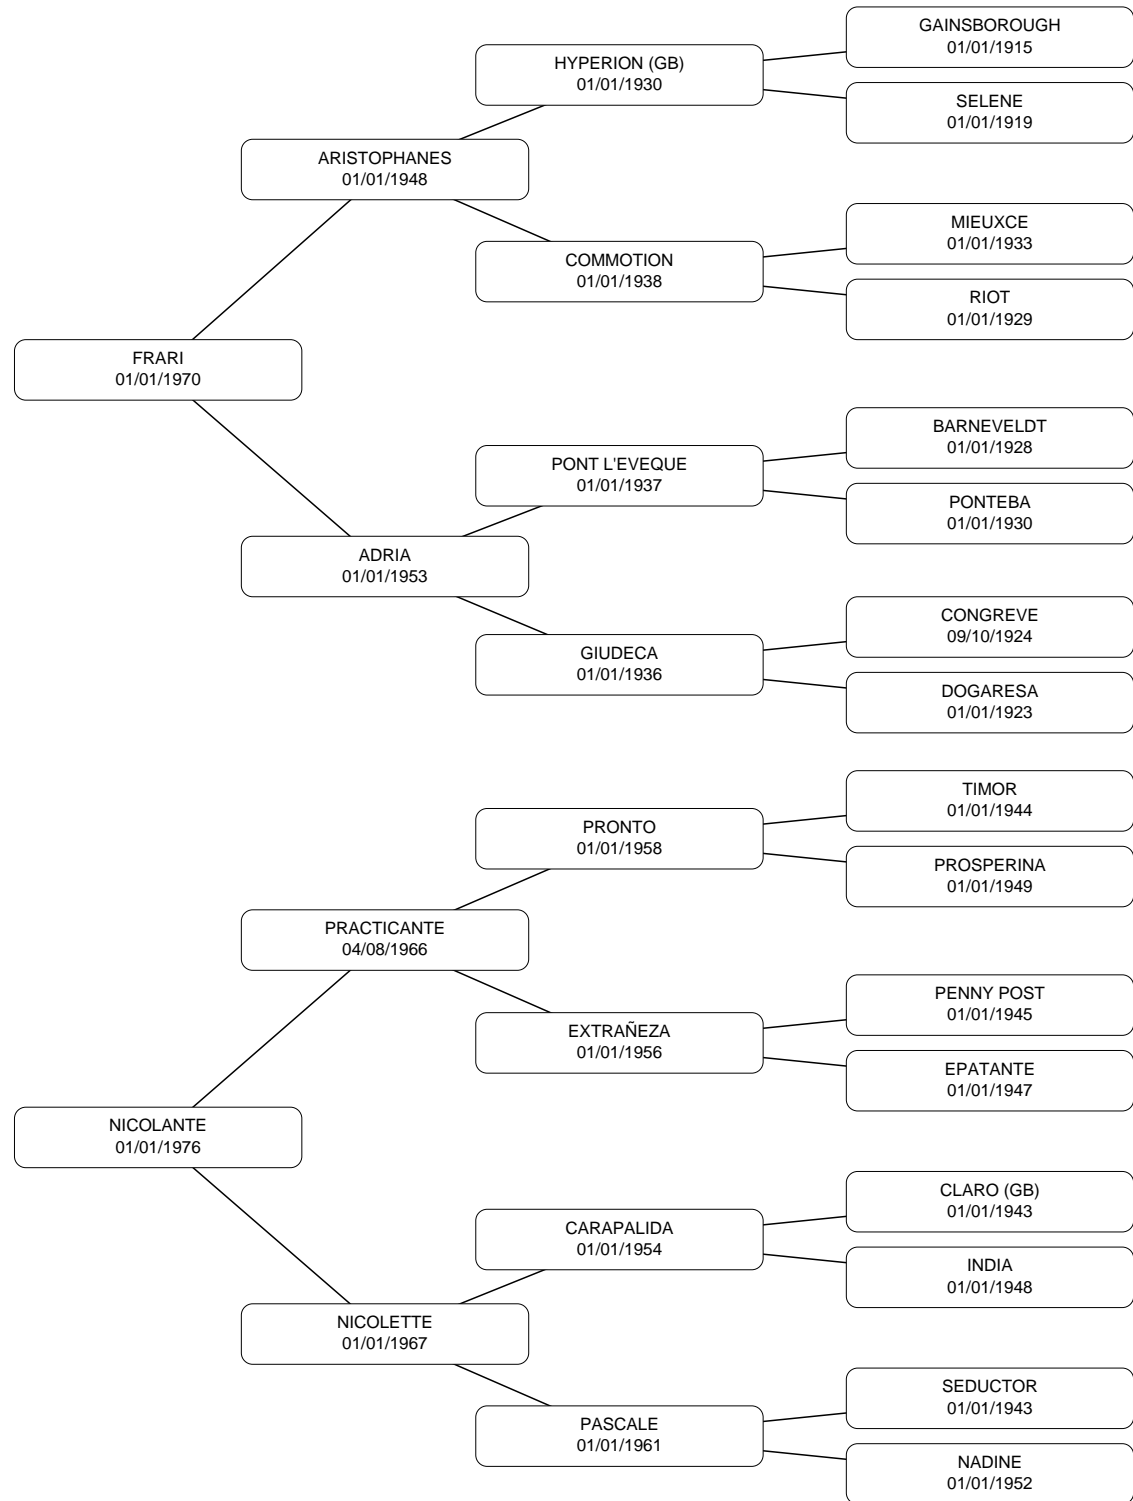 GAINSBOROUGH
01/01/1915
HYPERION (GB)
01/01/1930
SELENE
01/01/1919
ARISTOPHANES
01/01/1948
MIEUXCE
01/01/1933
COMMOTION
01/01/1938
RIOT
01/01/1929
FRARI
01/01/1970
BARNEVELDT
01/01/1928
PONT L'EVEQUE
01/01/1937
PONTEBA
01/01/1930
ADRIA
01/01/1953
CONGREVE
09/10/1924
GIUDECA
01/01/1936
DOGARESA
01/01/1923
TIMOR
01/01/1944
PRONTO
01/01/1958
PROSPERINA
01/01/1949
PRACTICANTE
04/08/1966
PENNY POST
01/01/1945
EXTRAÑEZA
01/01/1956
EPATANTE
01/01/1947
NICOLANTE
01/01/1976
CLARO (GB)
01/01/1943
CARAPALIDA
01/01/1954
INDIA
01/01/1948
NICOLETTE
01/01/1967
SEDUCTOR
01/01/1943
PASCALE
01/01/1961
NADINE
01/01/1952